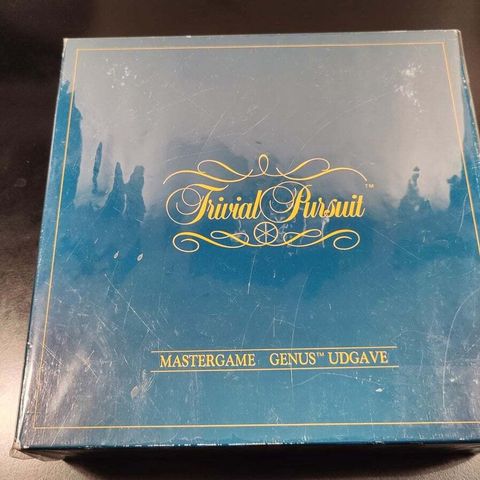 Trivial Pursuit™
MASTERGAME GENUS™ UDGAVE